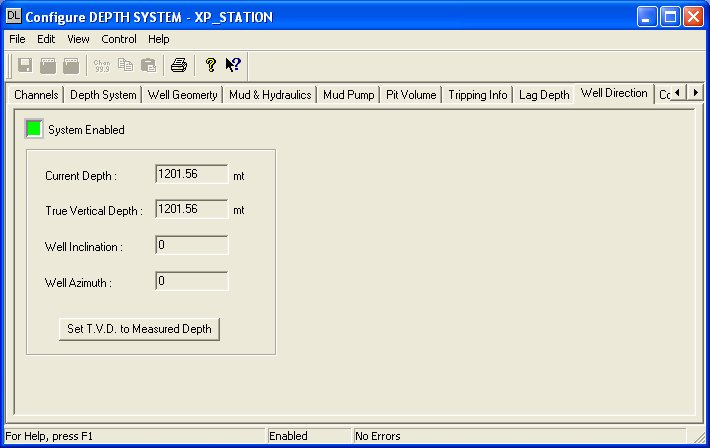 DL Configure DEPTH SYSTEM - XP_STATION
File Edit View Control Help
Chan 99.9
Channels Depth System Well Geomerty Mud & Hydraulics Mud Pump Pit Volume Tripping Info Lag Depth Well Direction Co
System Enabled
Current Depth : 1201.56 mt
True Vertical Depth : 1201.56 mt
Well Inclination : 0
Well Azimuth : 0
Set T.V.D. to Measured Depth
For Help, press F1 Enabled No Errors